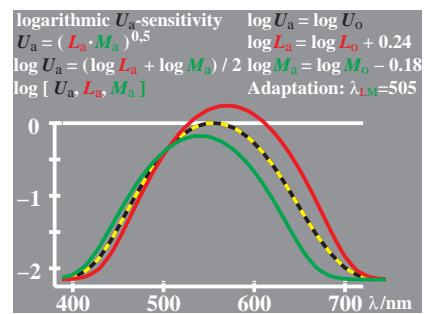 logarithmic Ua-sensitivity
Ua = ( La·Ma )0,5
log Ua = (log La + log Ma) / 2
log [ Ua, La, Ma ]
log Ua = log Uo
log La = log Lo + 0.24
log Ma = log Mo − 0.18
Adaptation: λLM=505
0
−1
−2
400 500 600 700 λ/nm